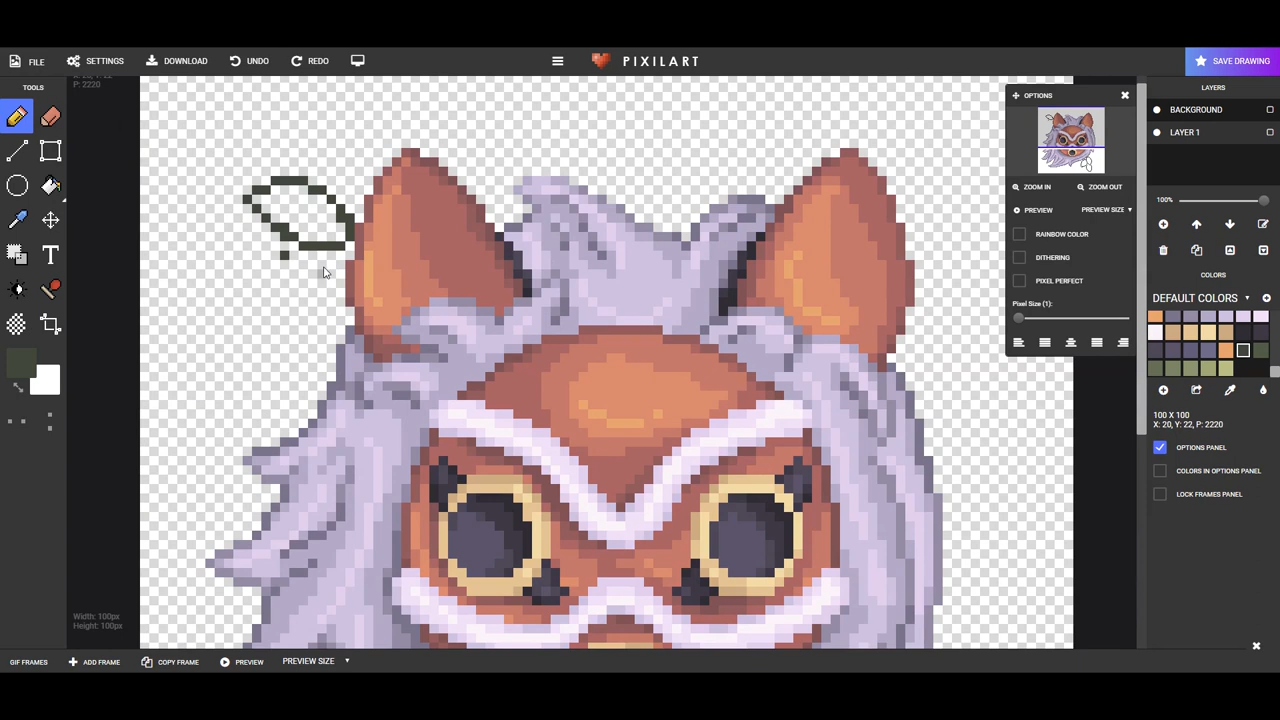 FILE SETTINGS DOWNLOAD UNDO REDO PIXILART SAVE DRAWING
P: 2220
TOOLS
OPTIONS
ZOOM IN ZOOM OUT
PREVIEW PREVIEW SIZE
RAINBOW COLOR
DITHERING
PIXEL PERFECT
Pixel Size (1):
LAYERS
BACKGROUND
LAYER 1
100%
COLORS
DEFAULT COLORS
100 X 100
X: 20, Y: 22, P: 2220
OPTIONS PANEL
COLORS IN OPTIONS PANEL
LOCK FRAMES PANEL
Width: 100px
Height: 100px
GIF FRAMES ADD FRAME COPY FRAME PREVIEW PREVIEW SIZE